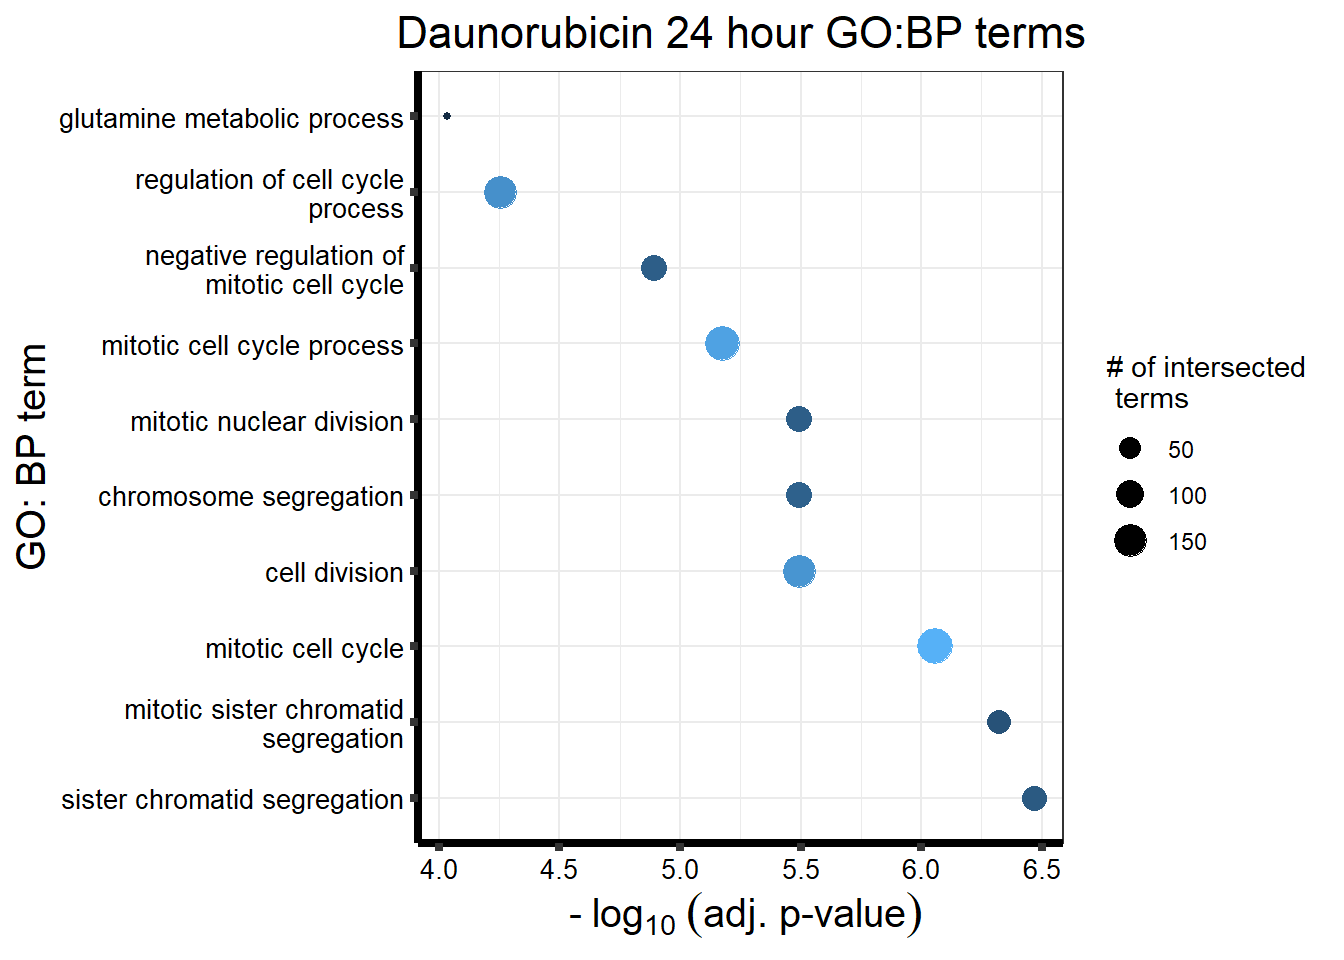 Daunorubicin 24 hour GO:BP terms
GO: BP term
glutamine metabolic process
regulation of cell cycle
process
negative regulation of
mitotic cell cycle
mitotic cell cycle process
mitotic nuclear division
chromosome segregation
cell division
mitotic cell cycle
mitotic sister chromatid
segregation
sister chromatid segregation
4.0 4.5 5.0 5.5 6.0 6.5
- log10 (adj. p-value)
# of intersected
terms
50
100
150